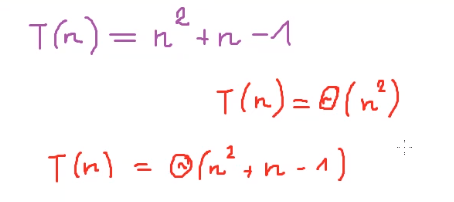 T(n) = n² + n - 1
T(n) = Θ(n²)
T(n) = Θ(n² + n - 1)